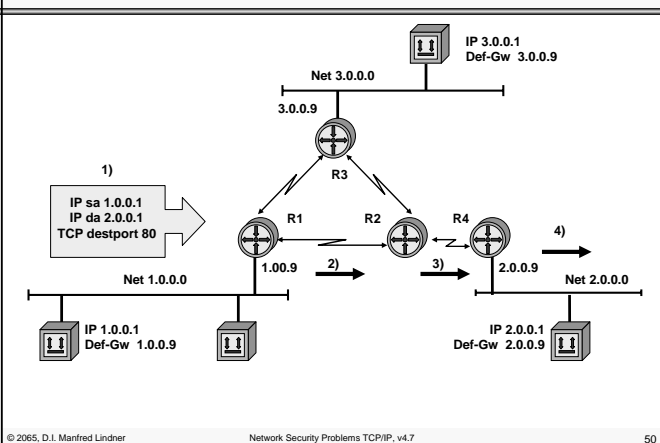 IP 3.0.0.1
Def-Gw 3.0.0.9
Net 3.0.0.0
3.0.0.9
R3
1)
IP sa 1.0.0.1
IP da 2.0.0.1
TCP destport 80
R1
R2
R4
4)
1.00.9
2)
3)
2.0.0.9
Net 1.0.0.0
Net 2.0.0.0
IP 1.0.0.1
Def-Gw 1.0.0.9
IP 2.0.0.1
Def-Gw 2.0.0.9
© 2065, D.I. Manfred Lindner
Network Security Problems TCP/IP, v4.7
50